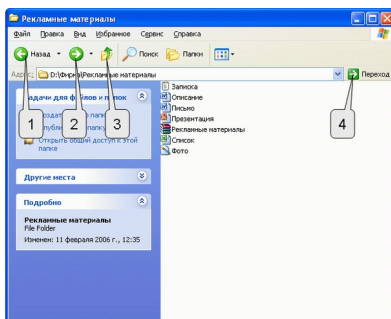 Рекламные материалы
Файл Правка Вид Избранное Сервис Справка
Назад Поиск Папки
D:\Фирма\Рекламные материалы Переход
Задачи для файлов и папок
Открыть общий доступ к этой
папке
Другие места
Подробно
Рекламные материалы
File Folder
Изменен: 11 февраля 2006 г., 12:35
Записка
Описание
Письмо
Презентация
Рекламные материалы
Список
Фото
1 2 3 4